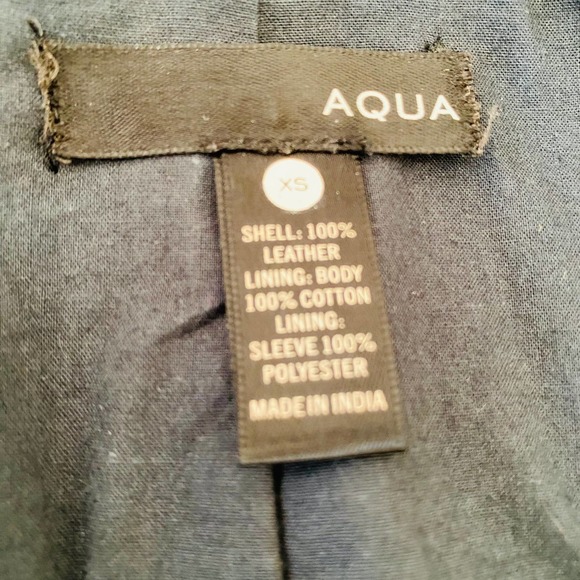 AQUA
XS
SHELL: 100%
LEATHER
LINING: BODY
100% COTTON
LINING:
SLEEVE 100%
POLYESTER
MADE IN INDIA